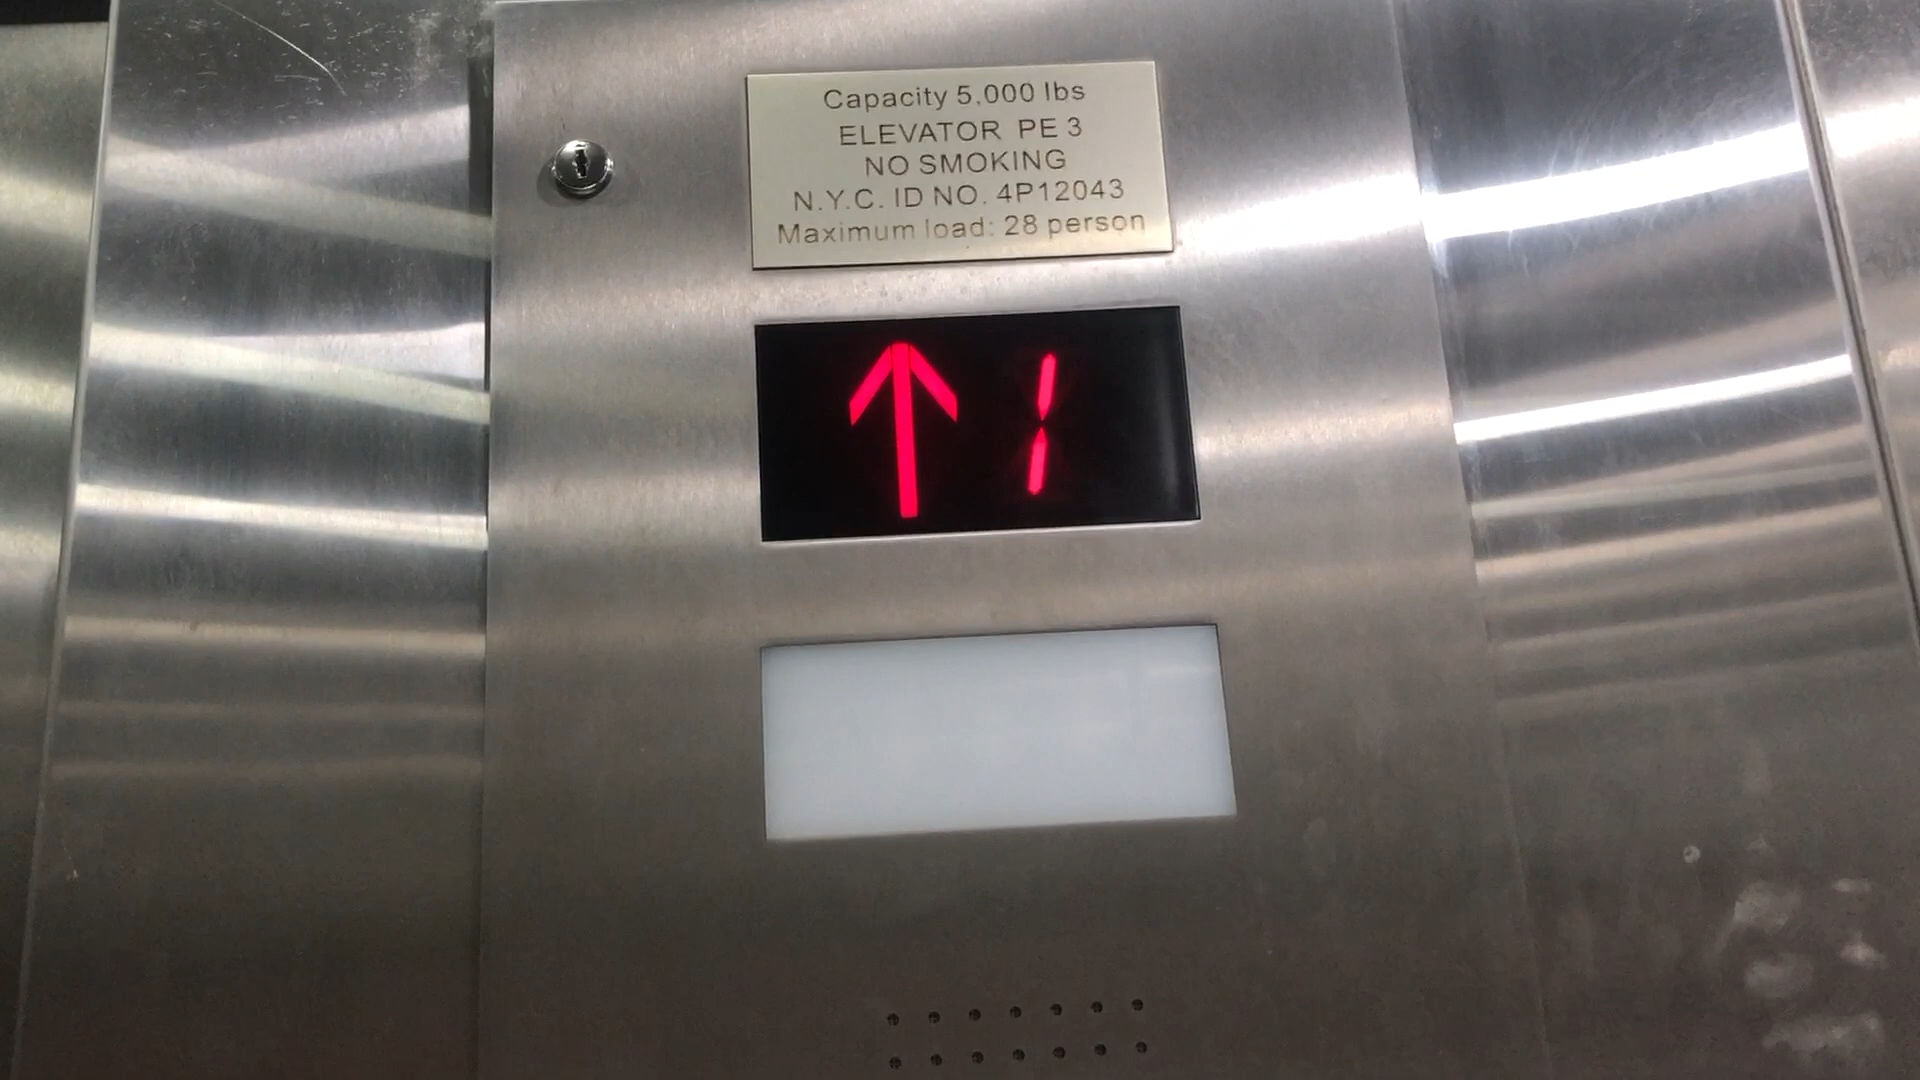 Capacity 5,000 lbs
ELEVATOR PE 3
NO SMOKING
N.Y.C. ID NO. 4P12043
Maximum load: 28 person
↑ 1